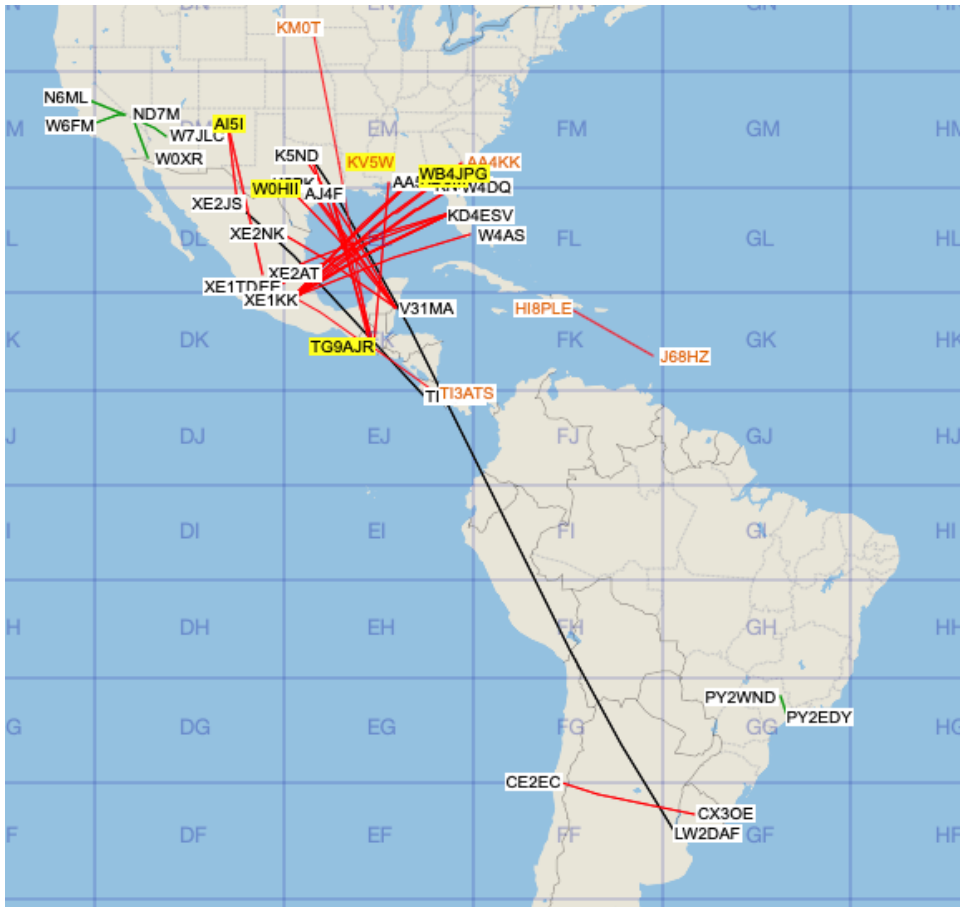 KM0T
N6ML
ND7M
W6FM
W7JLC
AI5I
EM
FM
GM
HM
M
W0XR
K5ND
KV5W
AA4KK
WB4JPG
W0HII
AJ4F
W4DQ
XE2JS
KD4ESV
XE2NK
DL
W4AS
FL
GL
HL
L
XE2AT
XE1KK
V31MA
HI8PLE
TG9AJR
DK
FK
GK
HK
K
J68HZ
TI3ATS
J
DJ
EJ
FJ
GJ
HJ
I
DI
EI
FI
GI
HI
H
DH
EH
FH
GH
HH
PY2WND
PY2EDY
G
DG
EG
FG
GG
HG
CE2EC
CX3OE
LW2DAF
F
DF
EF
FF
GF
HF